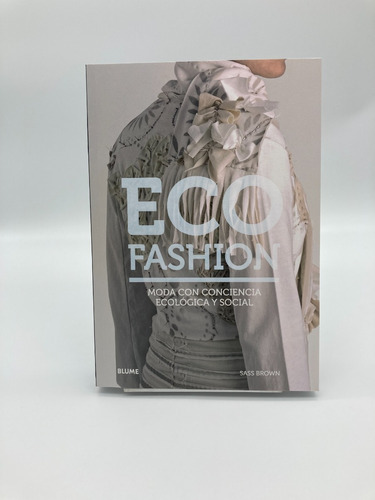 ECO
FASHION
MODA CON CONCIENCIA
ECOLÓGICA Y SOCIAL
BLUME
SASS BROWN